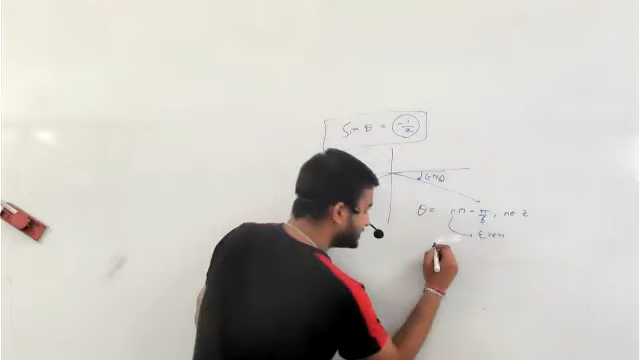 Sin θ = -1/2
θ = nπ - π/6, n∈z
Even